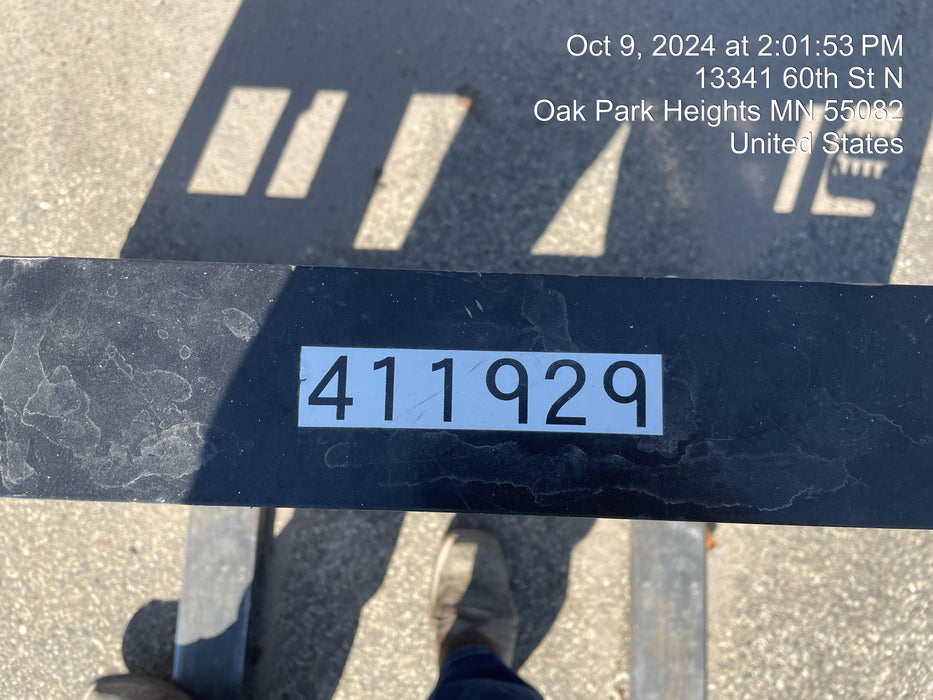 Oct 9, 2024 at 2:01:53 PM
13341 60th St N
Oak Park Heights MN 55082
United States
411929